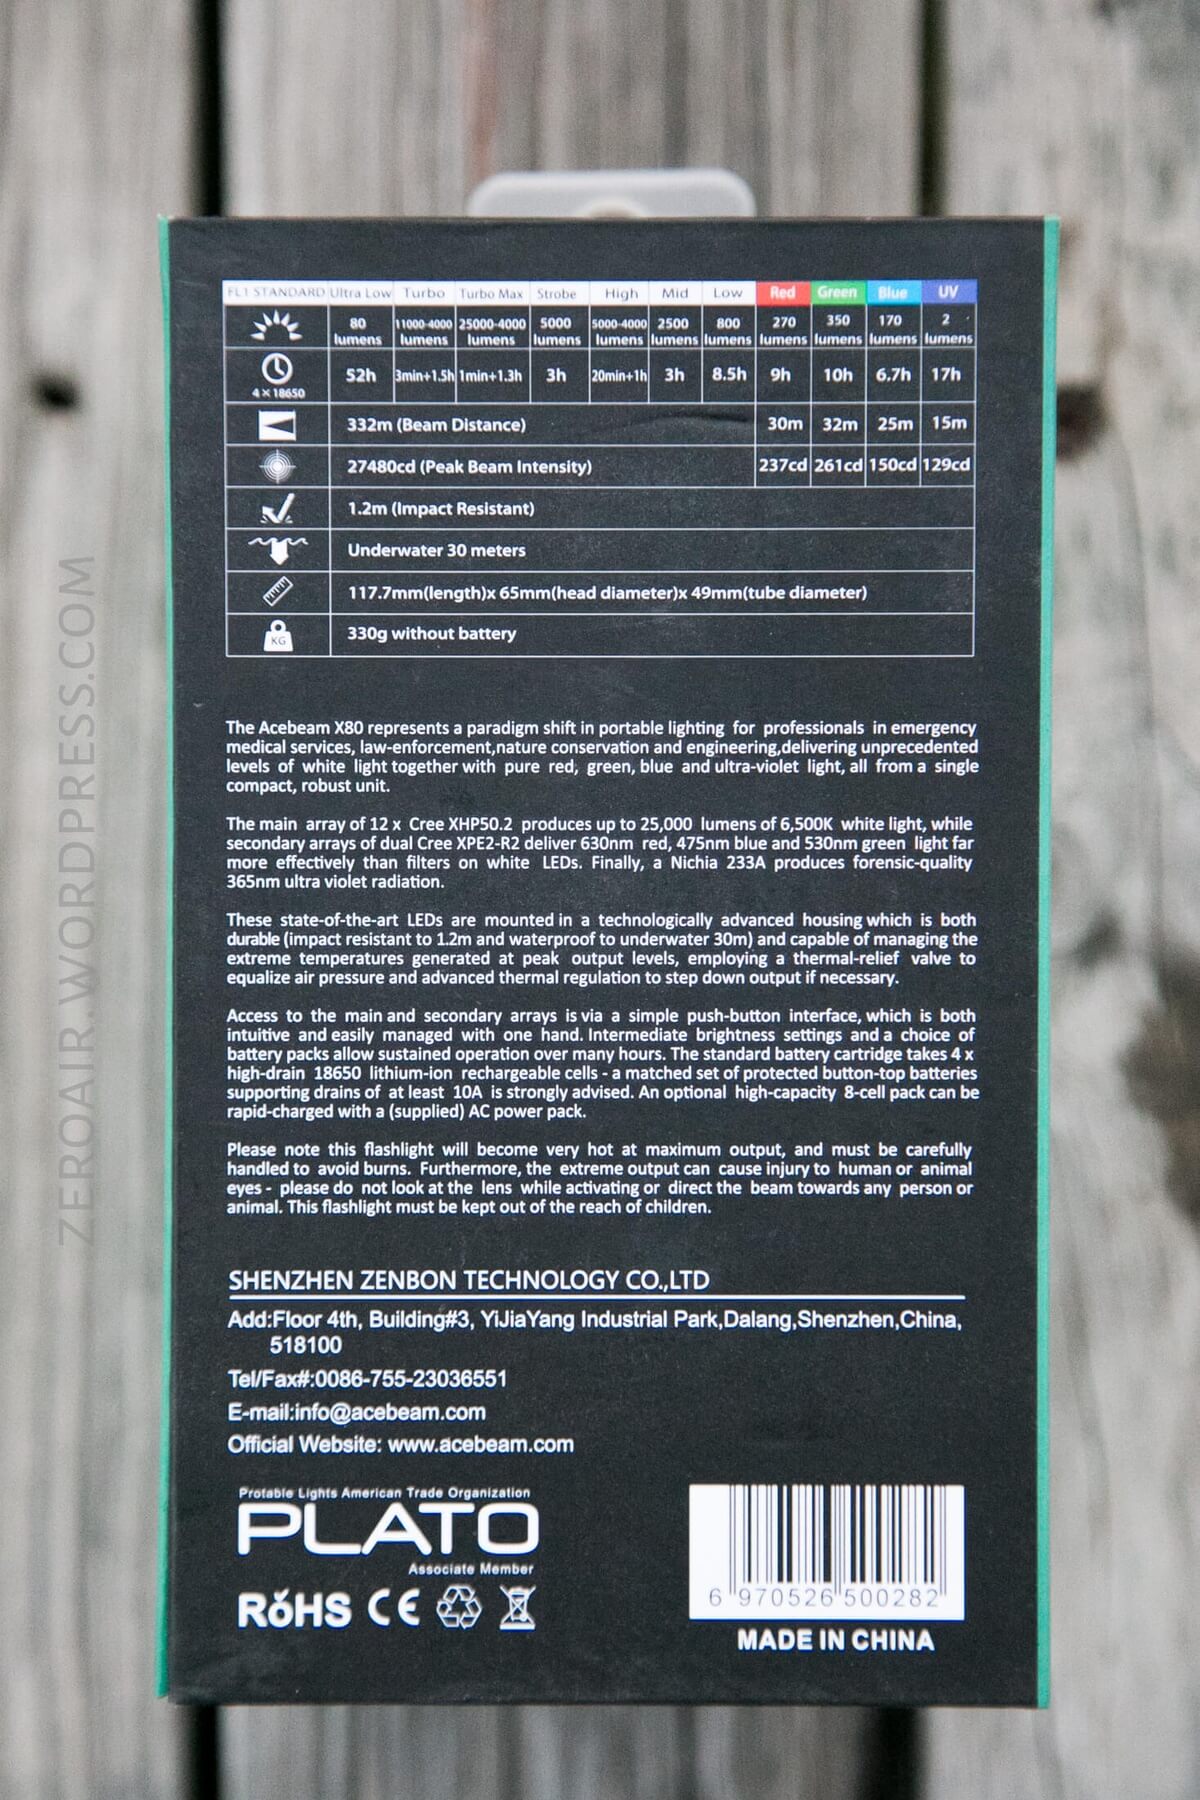 FL1 STANDARD Ultra Low Turbo Turbo Max Strobe High Mid Low Red Green Blue UV
80 lumens 11000-4000 lumens 25000-4000 lumens 5000 lumens 5000-4000 lumens 2500 lumens 800 lumens 270 lumens 350 lumens 170 lumens 2 lumens
4×18650 52h 3min+1.5h 1min+1.3h 3h 20min+1h 3h 8.5h 9h 10h 6.7h 17h
332m (Beam Distance) 30m 32m 25m 15m
27480cd (Peak Beam Intensity) 237cd 261cd 150cd 129cd
1.2m (Impact Resistant)
Underwater 30 meters
117.7mm(length)x 65mm(head diameter)x 49mm(tube diameter)
KG 330g without battery
The Acebeam X80 represents a paradigm shift in portable lighting for professionals in emergency
medical services, law-enforcement,nature conservation and engineering,delivering unprecedented
levels of white light together with pure red, green, blue and ultra-violet light, all from a single
compact, robust unit.
The main array of 12 x Cree XHP50.2 produces up to 25,000 lumens of 6,500K white light, while
secondary arrays of dual Cree XPE2-R2 deliver 630nm red, 475nm blue and 530nm green light far
more effectively than filters on white LEDs. Finally, a Nichia 233A produces forensic-quality
365nm ultra violet radiation.
These state-of-the-art LEDs are mounted in a technologically advanced housing which is both
durable (impact resistant to 1.2m and waterproof to underwater 30m) and capable of managing the
extreme temperatures generated at peak output levels, employing a thermal-relief valve to
equalize air pressure and advanced thermal regulation to step down output if necessary.
Access to the main and secondary arrays is via a simple push-button interface, which is both
intuitive and easily managed with one hand. Intermediate brightness settings and a choice of
battery packs allow sustained operation over many hours. The standard battery cartridge takes 4 x
high-drain 18650 lithium-ion rechargeable cells - a matched set of protected button-top batteries
supporting drains of at least 10A is strongly advised. An optional high-capacity 8-cell pack can be
rapid-charged with a (supplied) AC power pack.
Please note this flashlight will become very hot at maximum output, and must be carefully
handled to avoid burns. Furthermore, the extreme output can cause injury to human or animal
eyes - please do not look at the lens while activating or direct the beam towards any person or
animal. This flashlight must be kept out of the reach of children.
SHENZHEN ZENBON TECHNOLOGY CO.,LTD
Add:Floor 4th, Building#3, YiJiaYang Industrial Park,Dalang,Shenzhen,China,
518100
Tel/Fax#:0086-755-23036551
E-mail:info@acebeam.com
Official Website: www.acebeam.com
Protable Lights American Trade Organization
PLATO
Associate Member
RoHS CE
6 970526 500282
MADE IN CHINA
ZEROAIR.WORDPRESS.COM